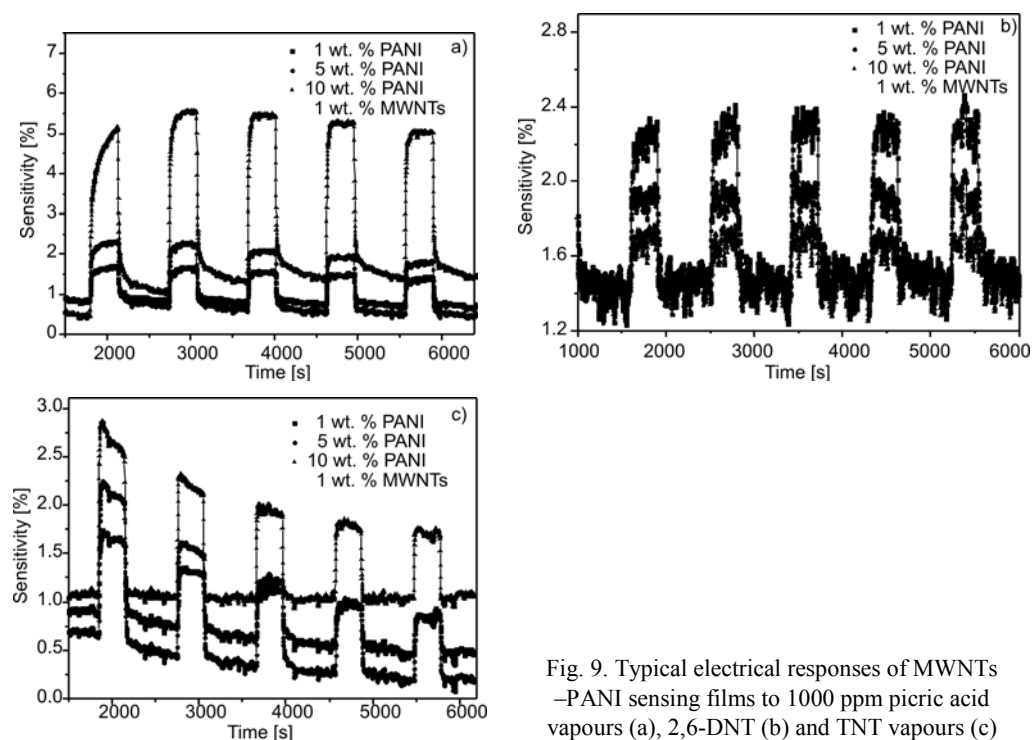 a)
1 wt. % PANI
5 wt. % PANI
10 wt. % PANI
1 wt. % MWNTs
7
6
5
4
3
2
1
0
Sensitivity [%]
2000 3000 4000 5000 6000
Time [s]
b)
1 wt. % PANI
5 wt. % PANI
10 wt. % PANI
1 wt. % MWNTs
2.8
2.4
2.0
1.6
1.2
Sensitivity [%]
1000 2000 3000 4000 5000 6000
Time [s]
c)
1 wt. % PANI
5 wt. % PANI
10 wt. % PANI
1 wt. % MWNTs
3.0
2.5
2.0
1.5
1.0
0.5
0.0
Sensitivity [%]
2000 3000 4000 5000 6000
Time [s]
Fig. 9. Typical electrical responses of MWNTs
–PANI sensing films to 1000 ppm picric acid
vapours (a), 2,6-DNT (b) and TNT vapours (c)